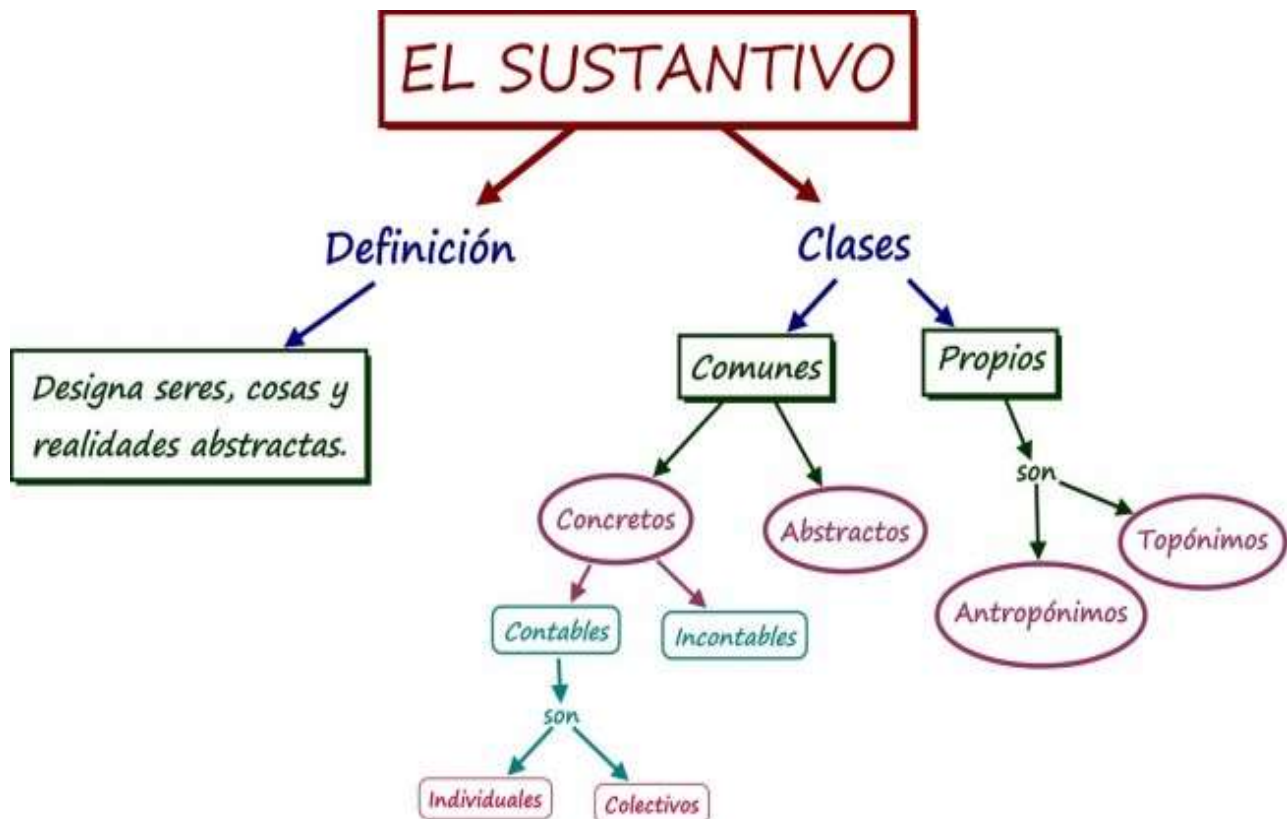 EL SUSTANTIVO
Definición
Clases
Designa seres, cosas y
realidades abstractas.
Comunes
Propios
son
Concretos
Abstractos
Topónimos
Antropónimos
Contables
Incontables
son
Individuales
Colectivos